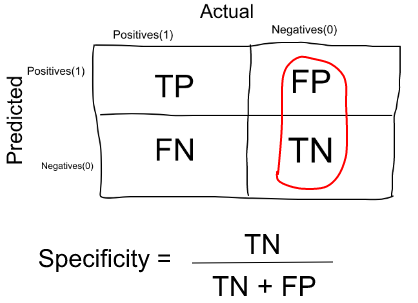 Actual
Positives(1) Negatives(0)
Predicted
Positives(1) TP FP
Negatives(0) FN TN
Specificity = TN
TN + FP